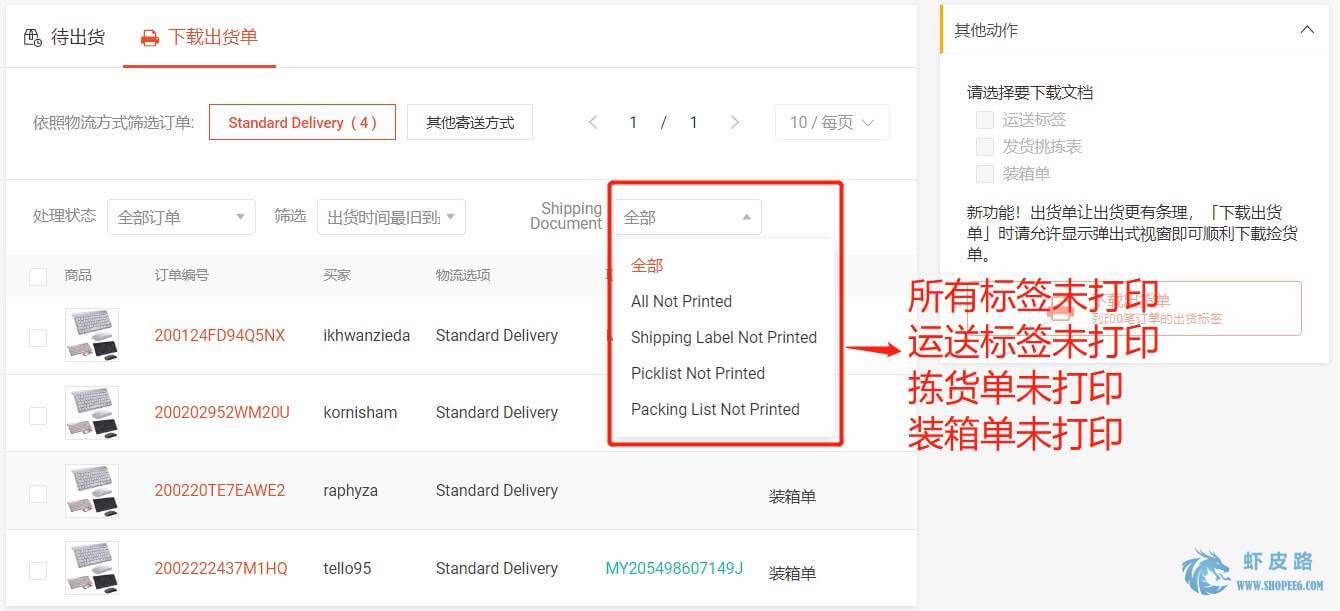 待出货
下载出货单
依照物流方式筛选订单:
Standard Delivery ( 4 )
其他寄送方式
1 / 1
10 / 每页
处理状态
全部订单
筛选
出货时间最旧到
Shipping
Document
全部
商品
订单编号
买家
物流选项
全部
All Not Printed
Shipping Label Not Printed
Picklist Not Printed
Packing List Not Printed
200124FD94Q5NX
ikhwanzieda
Standard Delivery
200202952WM20U
kornisham
Standard Delivery
200220TE7EAWE2
raphyza
Standard Delivery
装箱单
2002222437M1HQ
tello95
Standard Delivery
MY205498607149J
装箱单
其他动作
请选择要下载文档
运送标签
发货挑拣表
装箱单
新功能！出货单让出货更有条理，「下载出货
单」时请允许显示弹出式视窗即可顺利下载捡货
单。
列印0笔订单的出货标签
所有标签未打印
运送标签未打印
拣货单未打印
装箱单未打印
虾皮路
WWW.SHOPEE6.COM